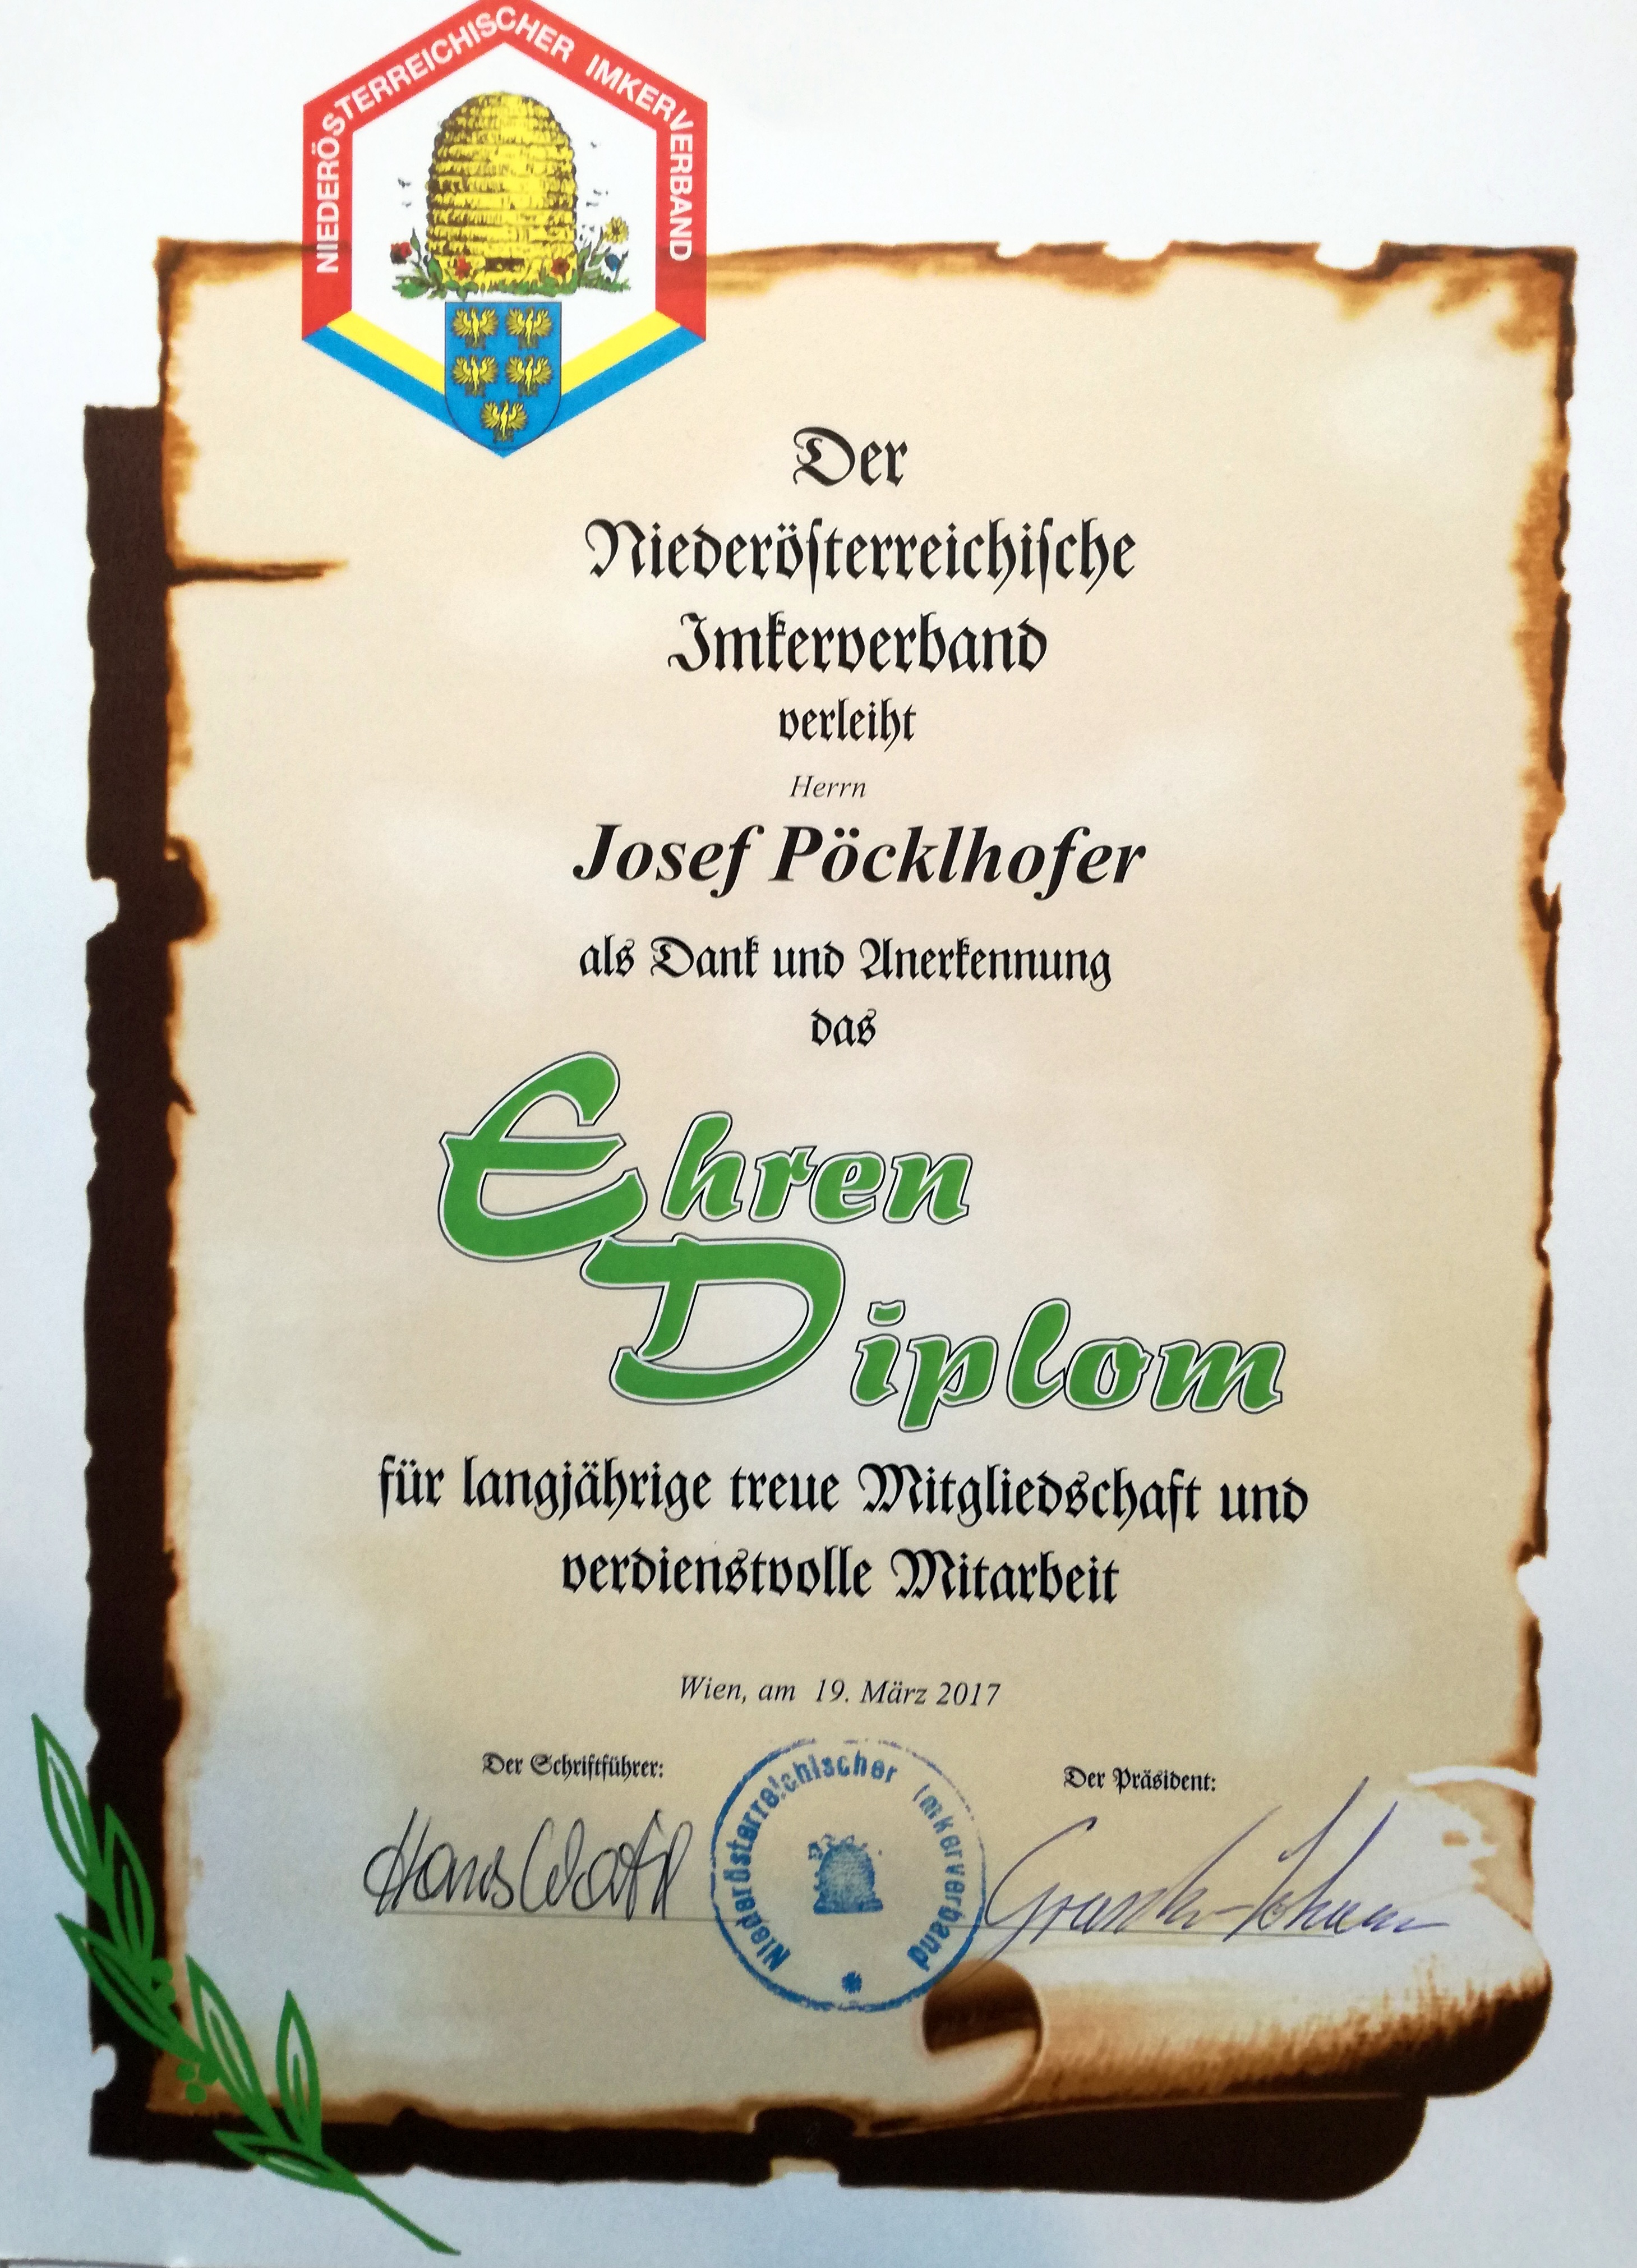 NIEDERÖSTERREICHISCHER IMKERVERBAND
Der
Niederösterreichische
Imkerverband
verleiht
Herrn
Josef Pöcklhofer
als Dank und Anerkennung
das
Ehren
Diplom
für langjährige treue Mitgliedschaft und
verdienstvolle Mitarbeit
Wien, am 19. März 2017
Der Schriftführer:
Der Präsident:
Niederösterreichischer Imkerverband
Hans